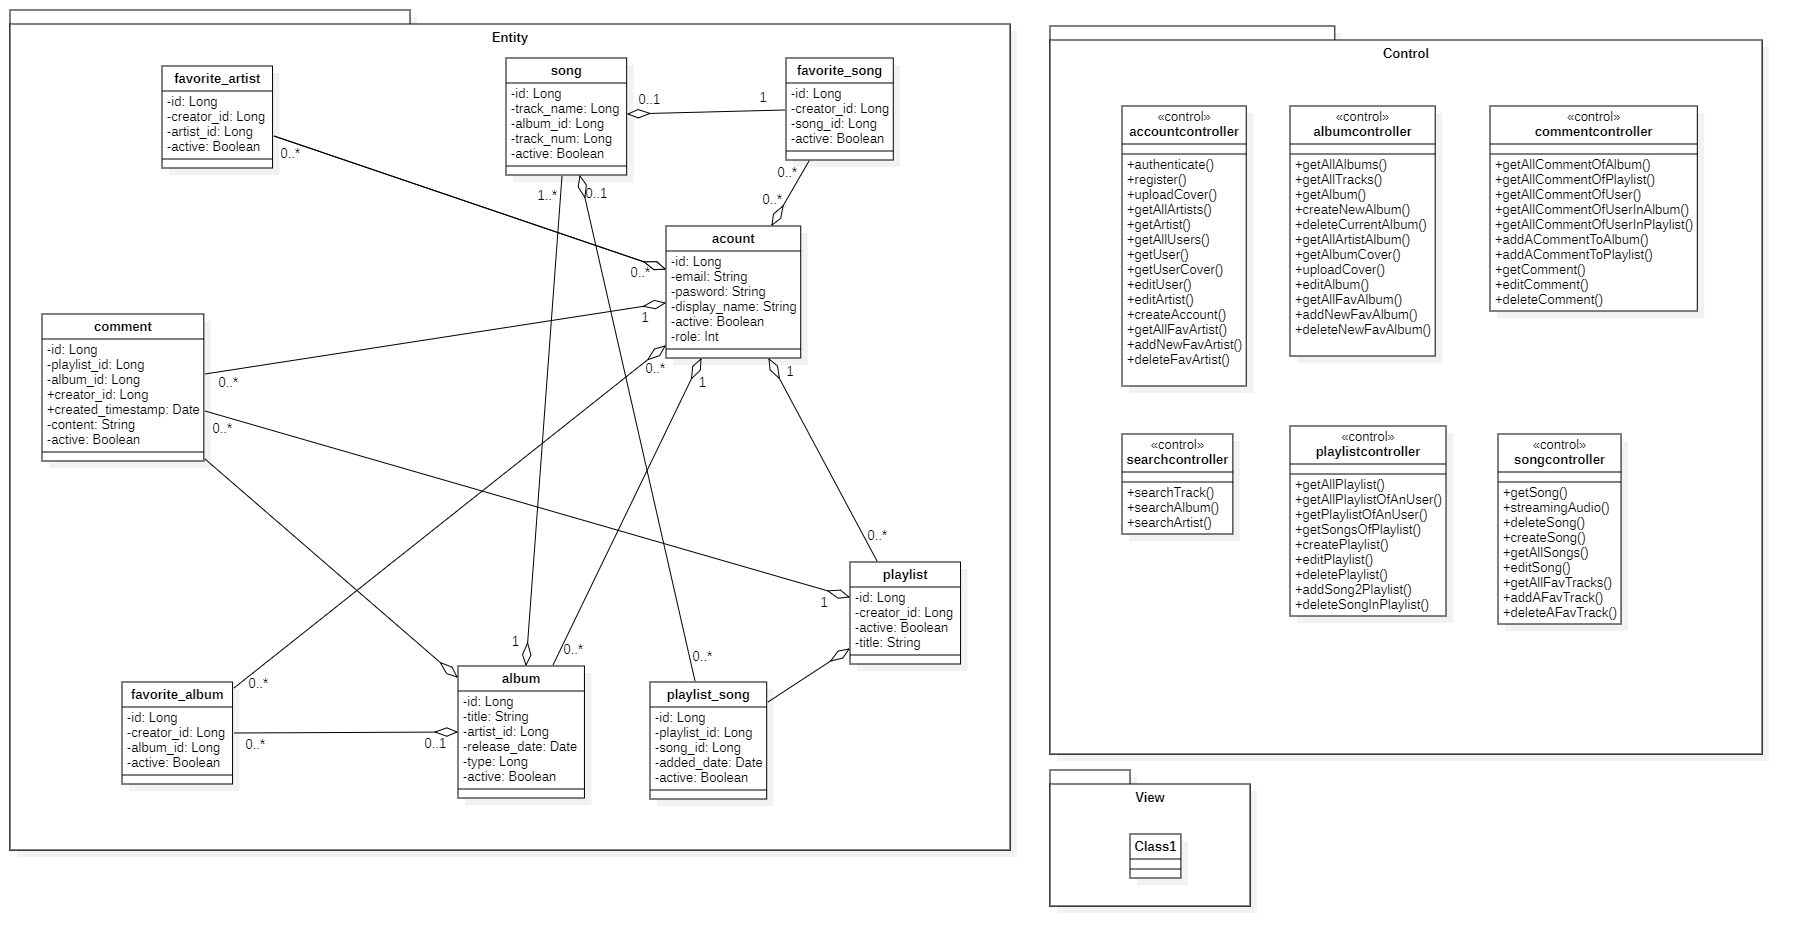 Entity
favorite_artist
-id: Long
-creator_id: Long
-artist_id: Long
-active: Boolean
0..*
song
-id: Long
-track_name: Long
-album_id: Long
-track_num: Long
-active: Boolean
0..1
1
1..*
0..1
favorite_song
-id: Long
-creator_id: Long
-song_id: Long
-active: Boolean
0..*
0..*
acount
-id: Long
-email: String
-pasword: String
-display_name: String
-active: Boolean
-role: Int
0..*
1
0..*
1
1
comment
-id: Long
-playlist_id: Long
-album_id: Long
+creator_id: Long
+created_timestamp: Date
-content: String
-active: Boolean
0..*
0..*
0..*
playlist
-id: Long
-creator_id: Long
-active: Boolean
-title: String
1
1
0..*
0..*
favorite_album
-id: Long
-creator_id: Long
-album_id: Long
-active: Boolean
0..*
0..*
0..1
album
-id: Long
-title: String
-artist_id: Long
-release_date: Date
-type: Long
-active: Boolean
playlist_song
-id: Long
-playlist_id: Long
-song_id: Long
-added_date: Date
-active: Boolean
Control
«control»
accountcontroller
+authenticate()
+register()
+uploadCover()
+getAllArtists()
+getArtist()
+getAllUsers()
+getUser()
+getUserCover()
+editUser()
+editArtist()
+createAccount()
+getAllFavArtist()
+addNewFavArtist()
+deleteFavArtist()
«control»
albumcontroller
+getAllAlbums()
+getAllTracks()
+getAlbum()
+createNewAlbum()
+deleteCurrentAlbum()
+getAllArtistAlbum()
+getAlbumCover()
+uploadCover()
+editAlbum()
+getAllFavAlbum()
+addNewFavAlbum()
+deleteNewFavAlbum()
«control»
commentcontroller
+getAllCommentOfAlbum()
+getAllCommentOfPlaylist()
+getAllCommentOfUser()
+getAllCommentOfUserInAlbum()
+getAllCommentOfUserInPlaylist()
+addACommentToAlbum()
+addACommentToPlaylist()
+getComment()
+editComment()
+deleteComment()
«control»
searchcontroller
+searchTrack()
+searchAlbum()
+searchArtist()
«control»
playlistcontroller
+getAllPlaylist()
+getAllPlaylistOfAnUser()
+getPlaylistOfAnUser()
+getSongsOfPlaylist()
+createPlaylist()
+editPlaylist()
+deletePlaylist()
+addSong2Playlist()
+deleteSongInPlaylist()
«control»
songcontroller
+getSong()
+streamingAudio()
+deleteSong()
+createSong()
+getAllSongs()
+editSong()
+getAllFavTracks()
+addAFavTrack()
+deleteAFavTrack()
View
Class1